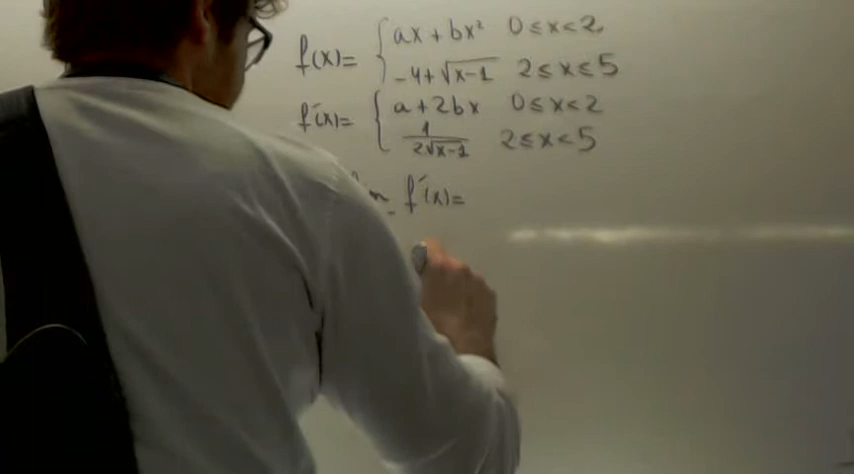 f(x)= { ax + bx² 0 ≤ x < 2
-4+√(x-1) 2 ≤ x ≤ 5
f´(x)= { a + 2bx 0 ≤ x < 2
1/(2√(x-1)) 2 ≤ x < 5
f´(x)=